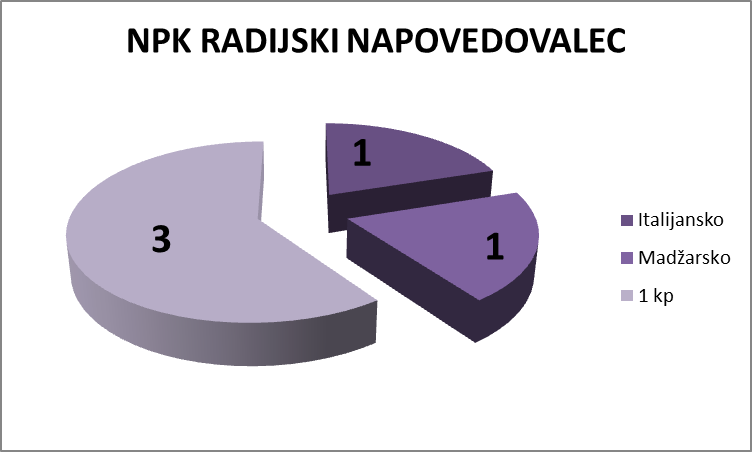 NPK RADIJSKI NAPOVEDOVALEC
1
3
1
Italijansko
Madžarsko
1 kp